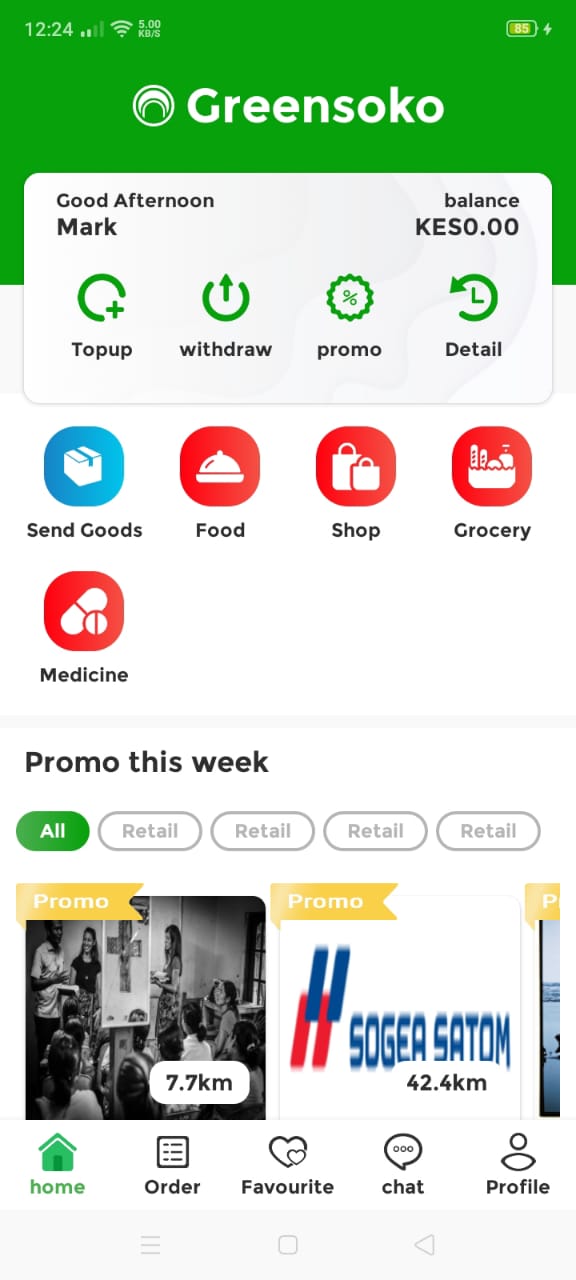 12:24 5.00 KB/S 85
Greensoko
Good Afternoon balance
Mark KES0.00
Topup withdraw promo Detail
Send Goods Food Shop Grocery
Medicine
Promo this week
All Retail Retail Retail Retail
Promo Promo P
SOGEA SATOM
7.7km 42.4km
home Order Favourite chat Profile